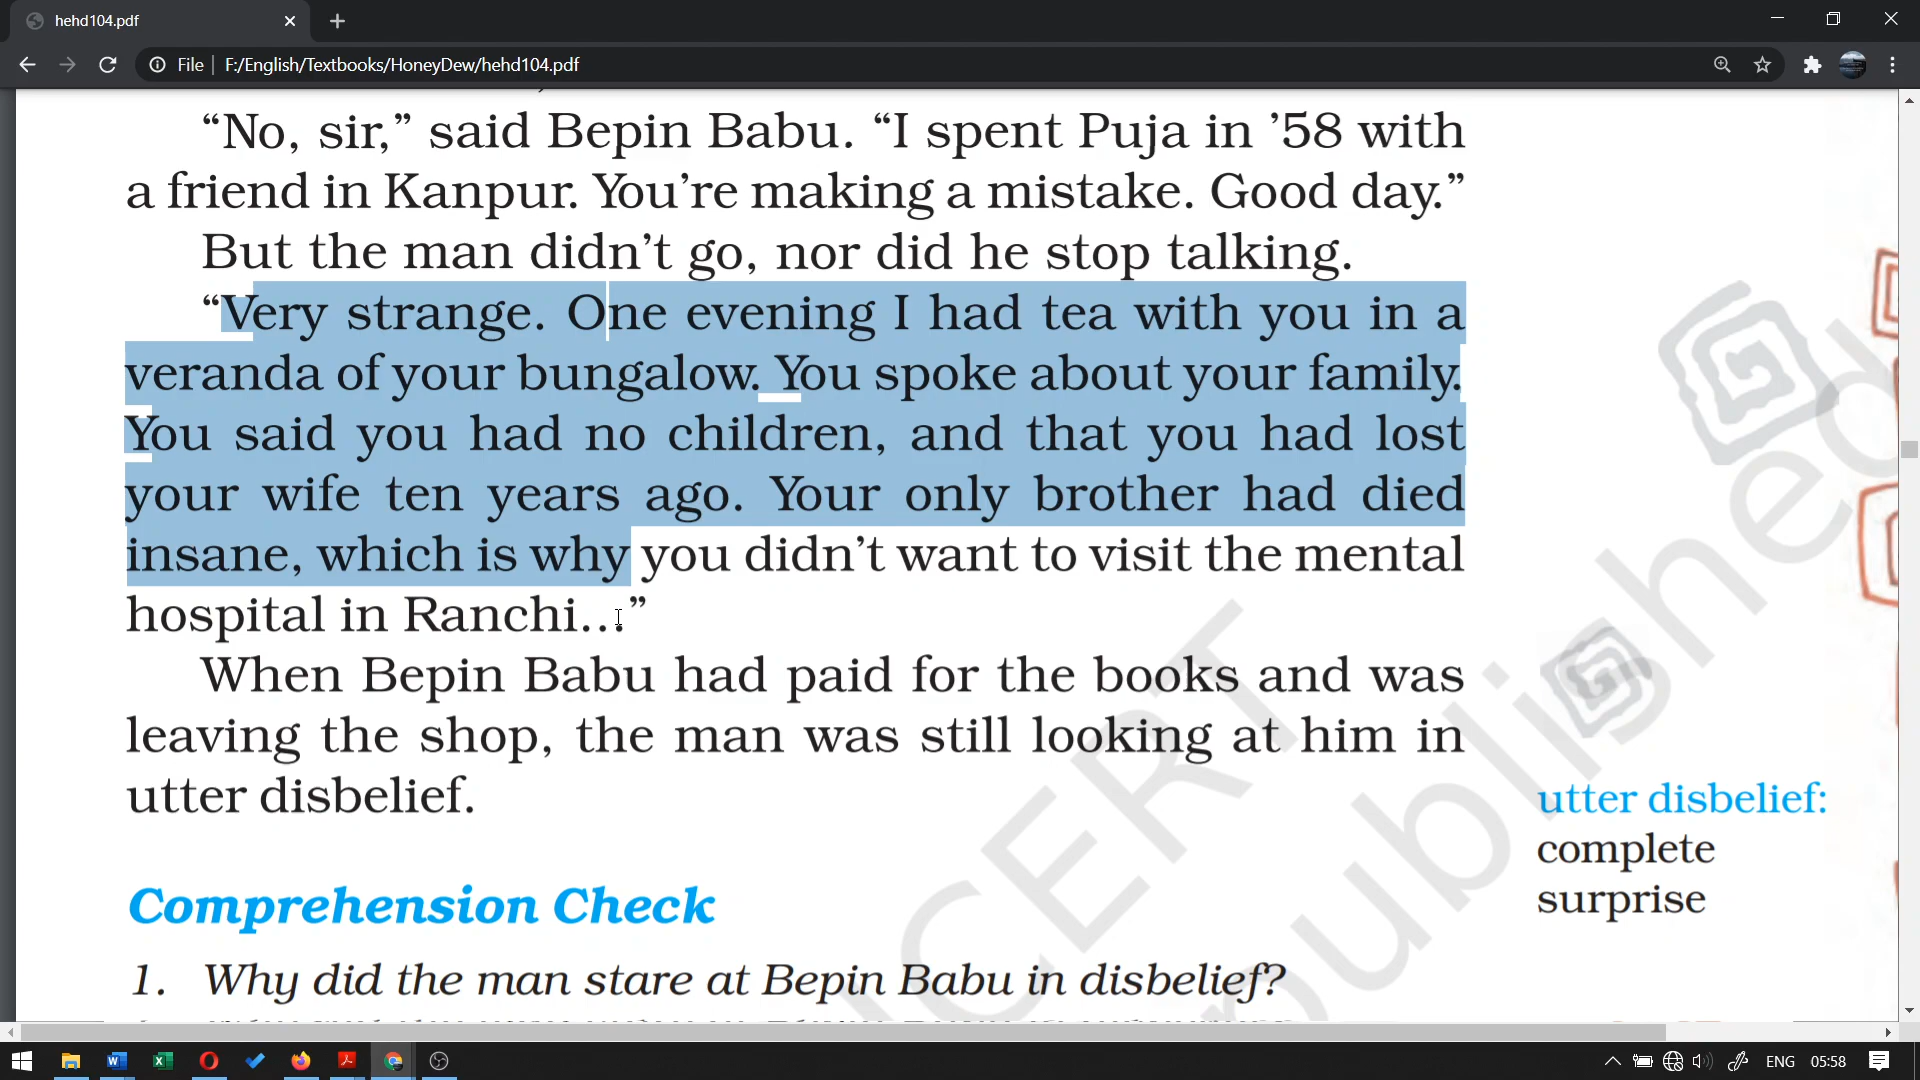 hehd104.pdf
File | F:/English/Textbooks/HoneyDew/hehd104.pdf
“No, sir,” said Bepin Babu. “I spent Puja in ’58 with
a friend in Kanpur. You’re making a mistake. Good day.”
But the man didn’t go, nor did he stop talking.
“Very strange. One evening I had tea with you in a
veranda of your bungalow. You spoke about your family.
You said you had no children, and that you had lost
your wife ten years ago. Your only brother had died
insane, which is why you didn’t want to visit the mental
hospital in Ranchi...”
When Bepin Babu had paid for the books and was
leaving the shop, the man was still looking at him in
utter disbelief.
utter disbelief:
complete
surprise
Comprehension Check
1. Why did the man stare at Bepin Babu in disbelief?
ENG 05:58